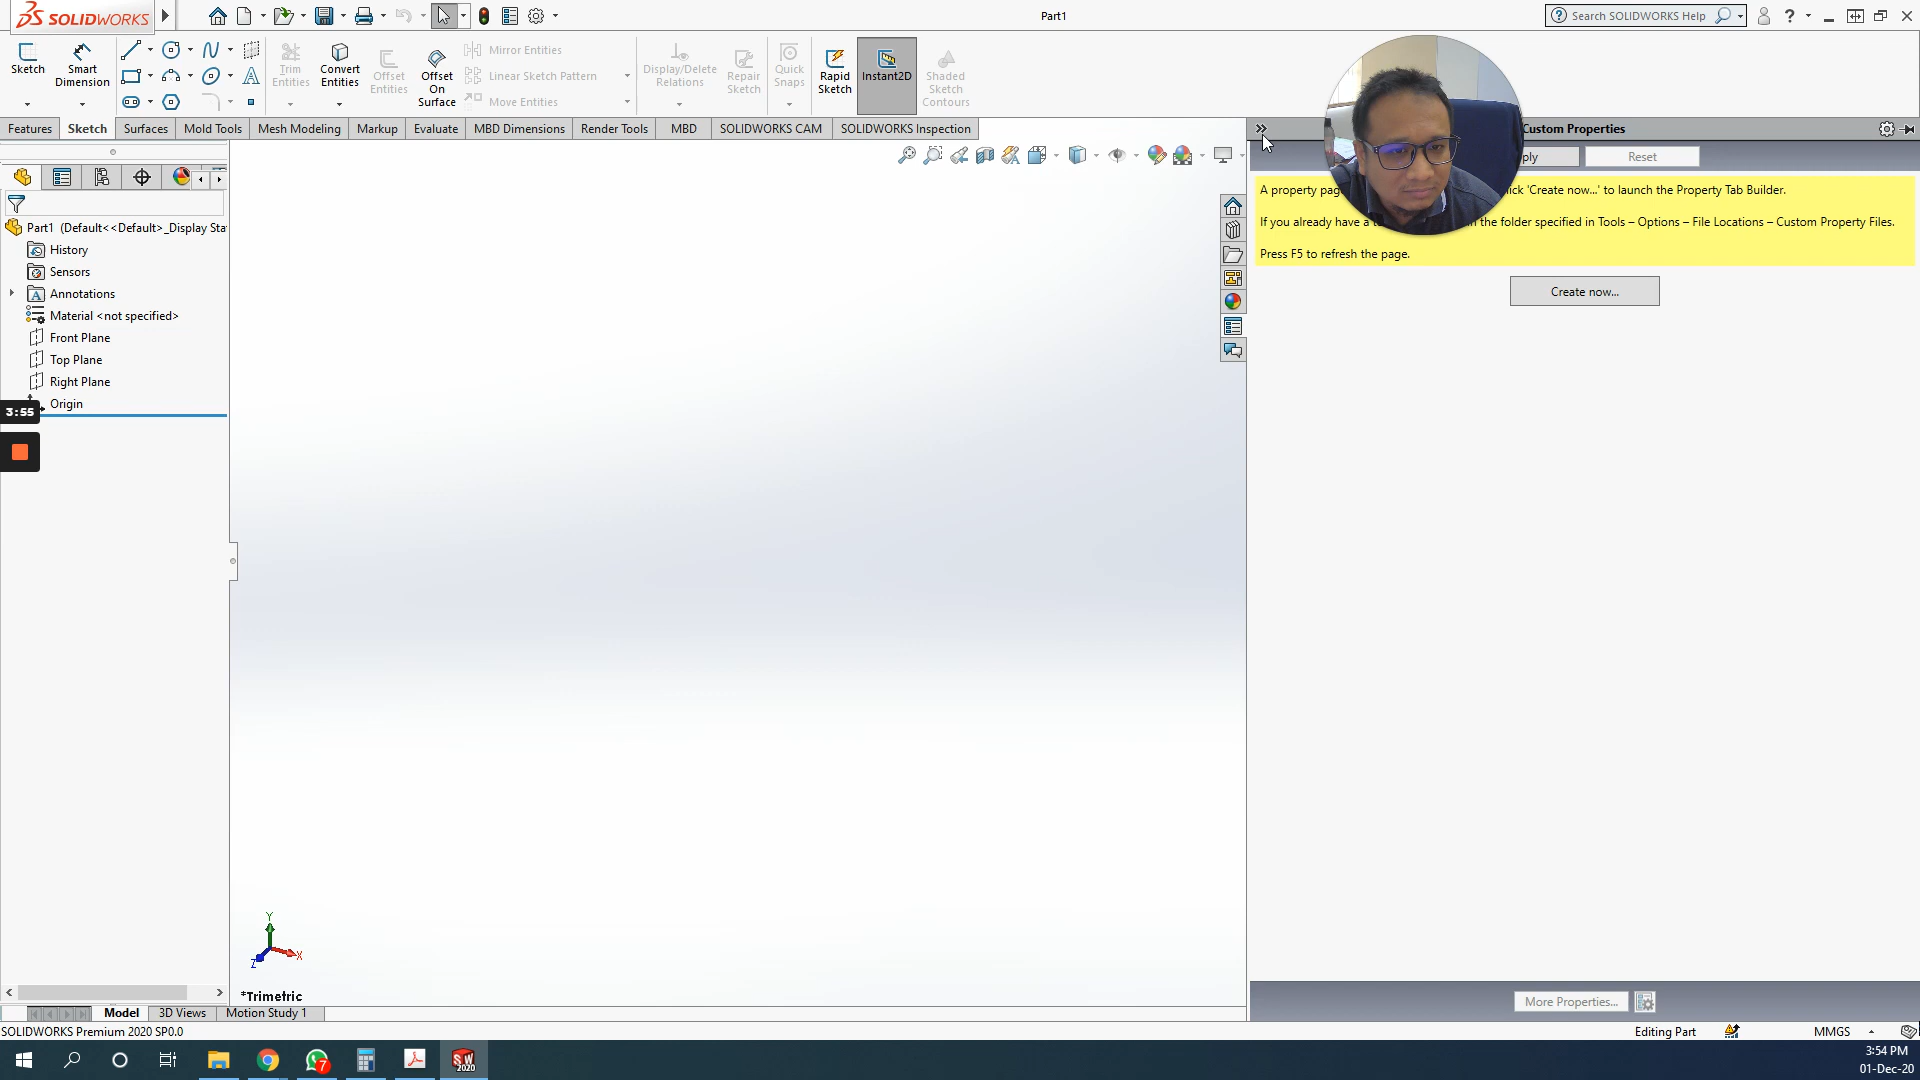 SOLIDWORKS
Part1
Search SOLIDWORKS Help
Sketch
Smart Dimension
Trim Entities
Convert Entities
Offset Entities
Offset On Surface
Mirror Entities
Linear Sketch Pattern
Move Entities
Display/Delete Relations
Repair Sketch
Quick Snaps
Rapid Sketch
Instant2D
Shaded Sketch Contours
Features
Sketch
Surfaces
Mold Tools
Mesh Modeling
Markup
Evaluate
MBD Dimensions
Render Tools
MBD
SOLIDWORKS CAM
SOLIDWORKS Inspection
Custom Properties
Reset
A property
'Create now...' to launch the Property Tab Builder.
If you already have a
the folder specified in Tools – Options – File Locations – Custom Property Files.
Press F5 to refresh the page.
Create now...
Part1 (Default<<Default>_Display Sta
History
Sensors
Annotations
Material <not specified>
Front Plane
Top Plane
Right Plane
Origin
3:55
Y
X
Z
*Trimetric
Model
3D Views
Motion Study 1
More Properties...
SOLIDWORKS Premium 2020 SP0.0
Editing Part
MMGS
7
SW
2020
3:54 PM
01-Dec-20